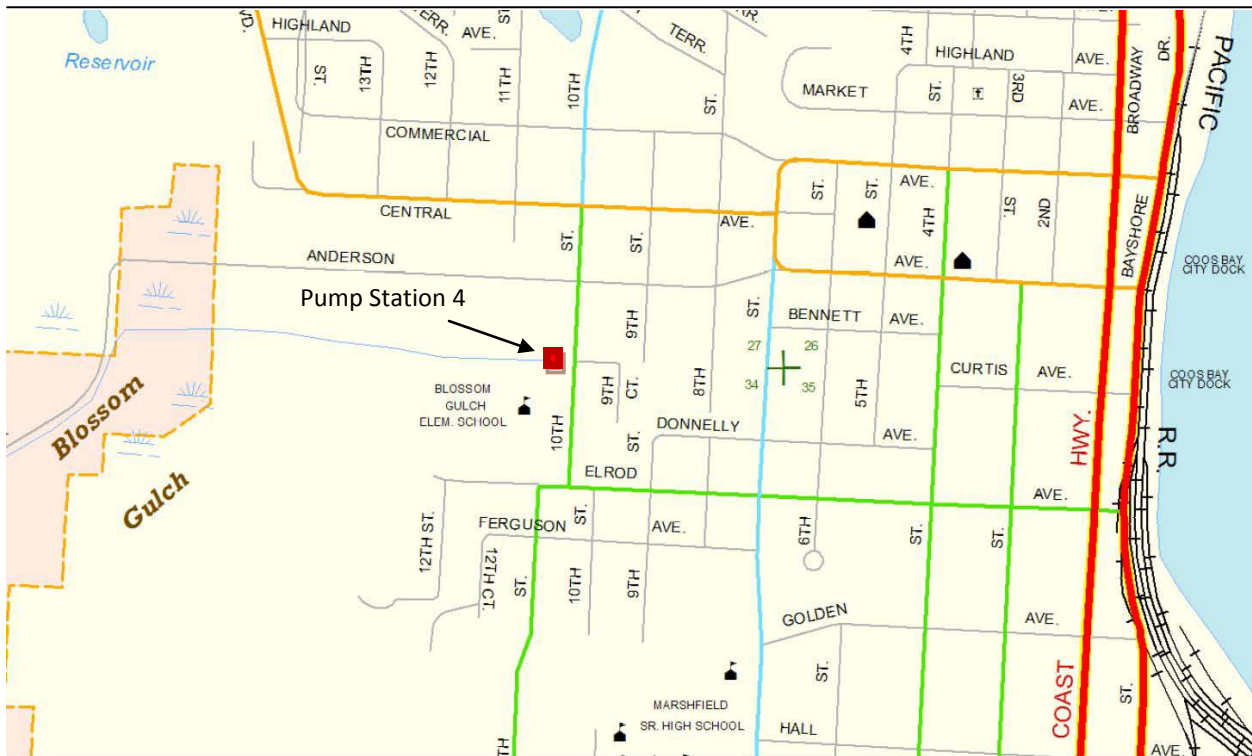 HIGHLAND
TERR.
AVE.
ST.
VD.
Reservoir
ST.
13TH
12TH
11TH
10TH
TERR.
ST.
4TH
HIGHLAND
AVE.
MARKET
ST.
3RD
AVE.
BROADWAY
DR.
PACIFIC
COMMERCIAL
CENTRAL
AVE.
ST.
ST.
AVE.
4TH
ST.
2ND
BAYSHORE
ANDERSON
ST.
ST.
AVE.
COOS BAY
CITY DOCK
Pump Station 4
9TH
ST.
BENNETT
AVE.
27
26
34
35
BLOSSOM
GULCH
ELEM. SCHOOL
9TH
CT.
8TH
5TH
CURTIS
AVE.
COOS BAY
CITY DOCK
Blossom
Gulch
10TH
ST.
DONNELLY
AVE.
HWY.
R.R.
ELROD
AVE.
12TH ST.
FERGUSON
ST.
AVE.
6TH
ST.
ST.
12TH CT.
ST.
10TH
9TH
GOLDEN
AVE.
ST.
COAST
ST.
MARSHFIELD
SR. HIGH SCHOOL
HALL
AVE.
TH